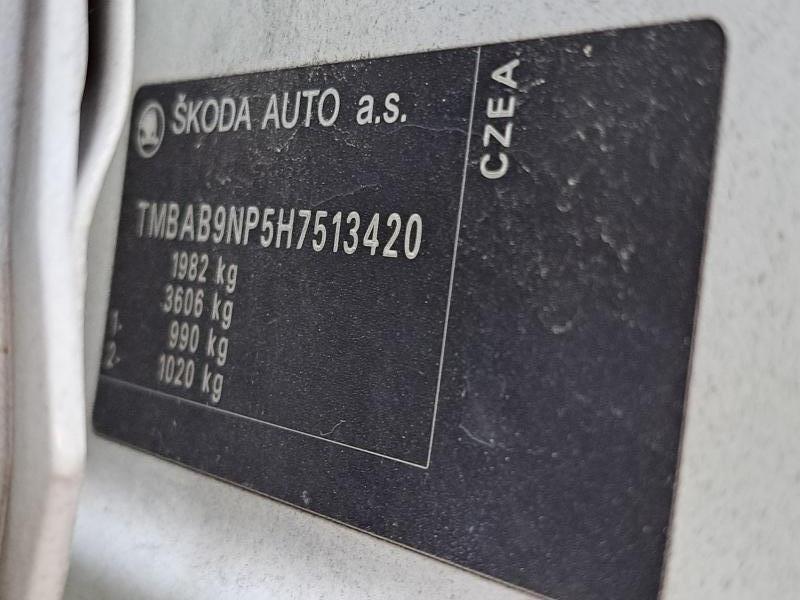 ŠKODA AUTO a.s.
CZEA
TMBAB9NP5H7513420
1982 kg
3606 kg
1- 990 kg
2- 1020 kg